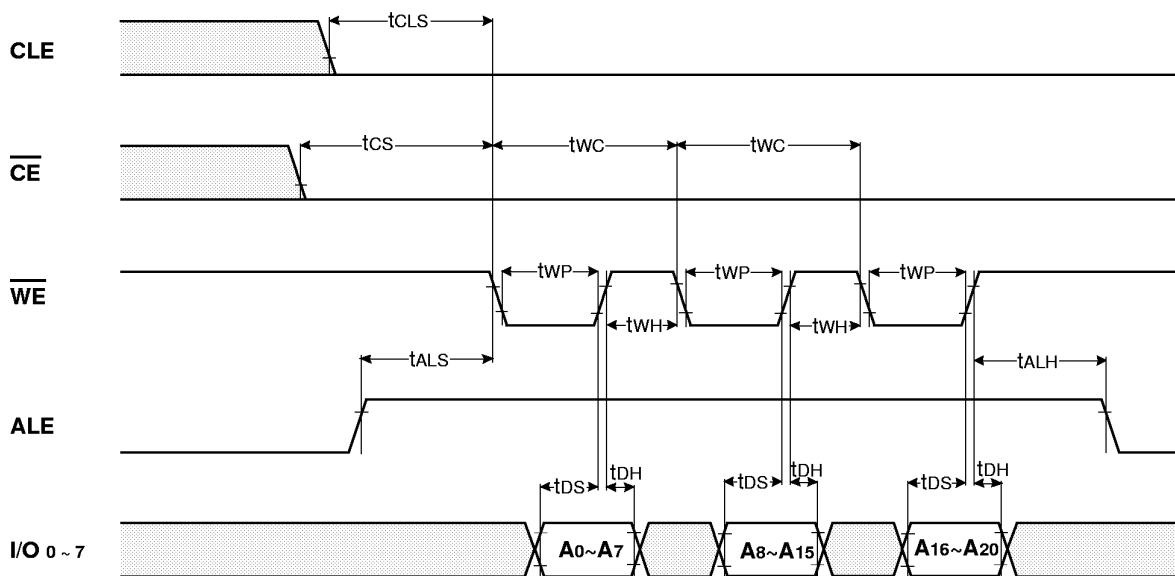 CLE
tCLS
CE
tCS
tWC
tWC
WE
tWP
tWP
tWP
tWH
tWH
ALE
tALS
tALH
I/O 0 ~ 7
tDS
tDH
tDS
tDH
tDS
tDH
A0~A7
A8~A15
A16~A20